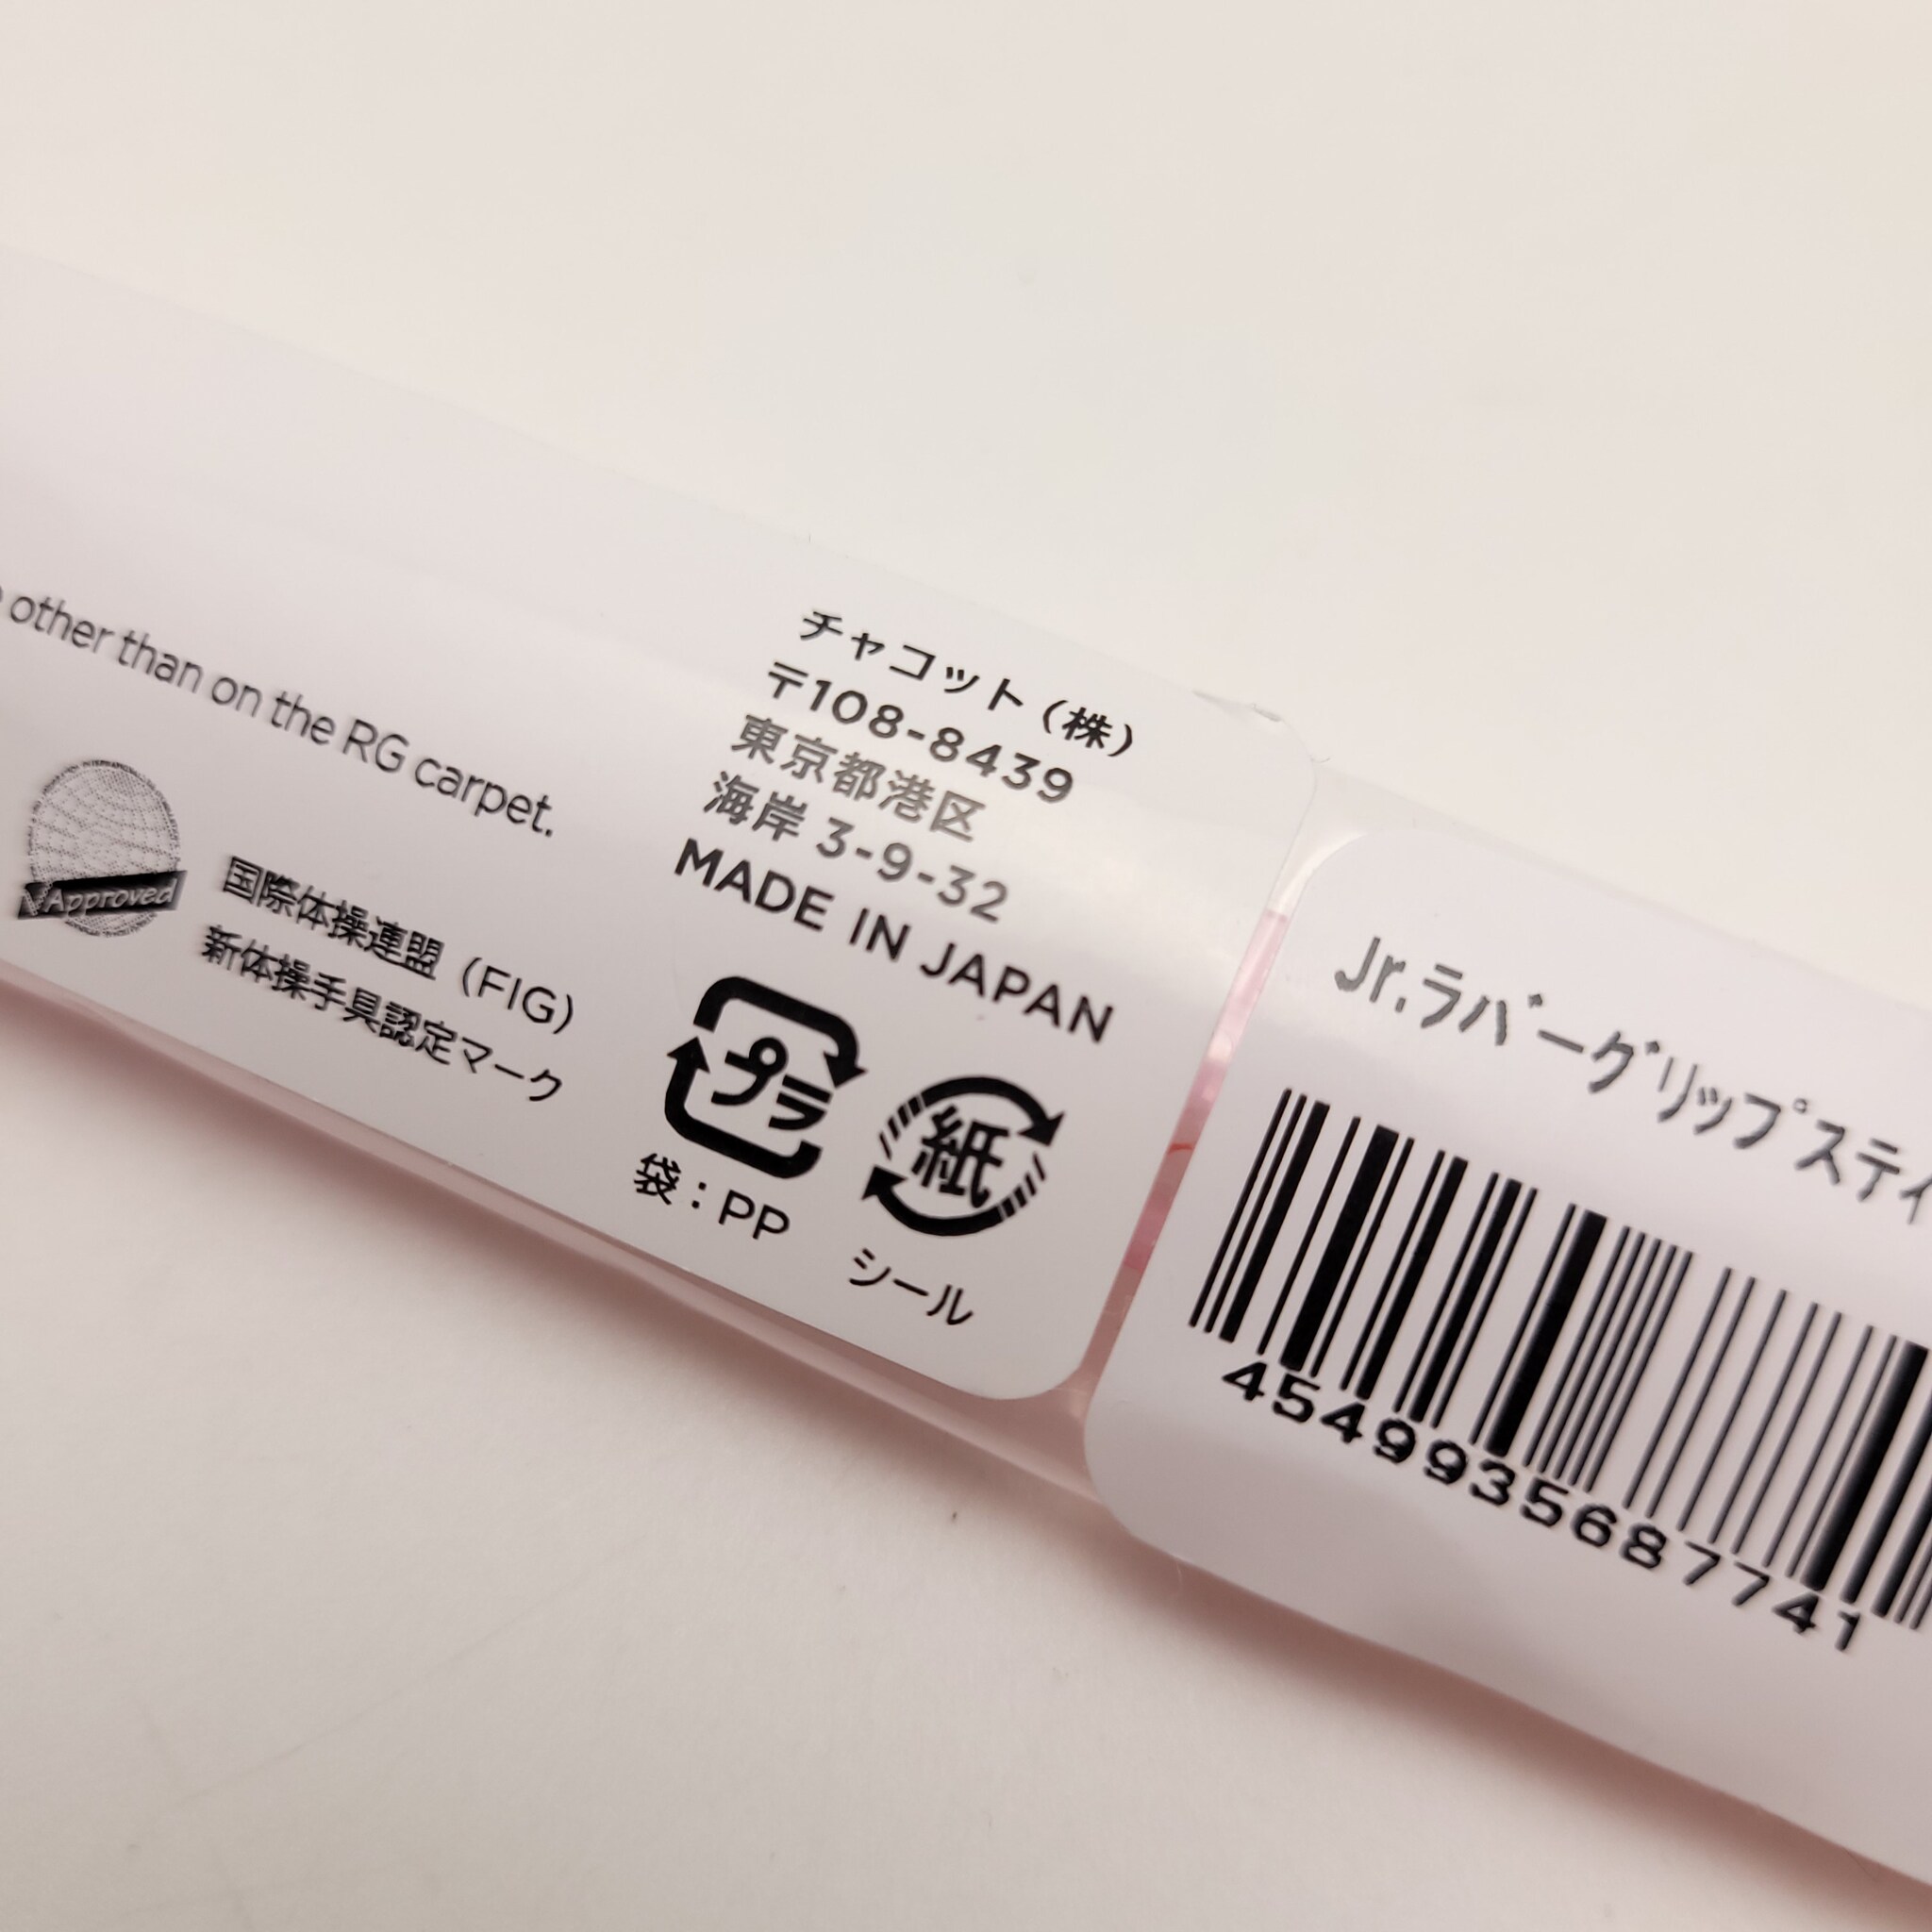 other than on the RG carpet.
Approved
国際体操連盟（FIG）
新体操手具認定マーク
チャコット（株）
〒108-8439
東京都港区
海岸 3-9-32
MADE IN JAPAN
プラ
袋：PP
紙
シール
Jr.ラバーグリップスティ
4549935687741